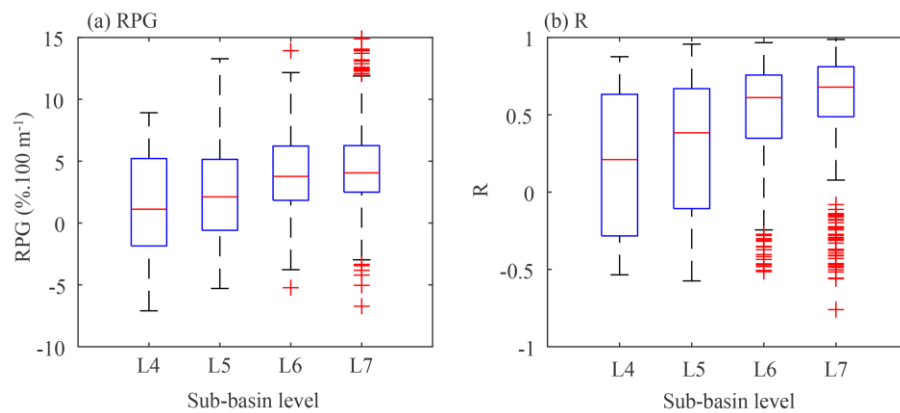 (a) RPG
15
10
5
0
-5
-10
RPG (%.100 m⁻¹)
L4 L5 L6 L7
Sub-basin level
(b) R
1
0.5
0
-0.5
-1
R
L4 L5 L6 L7
Sub-basin level